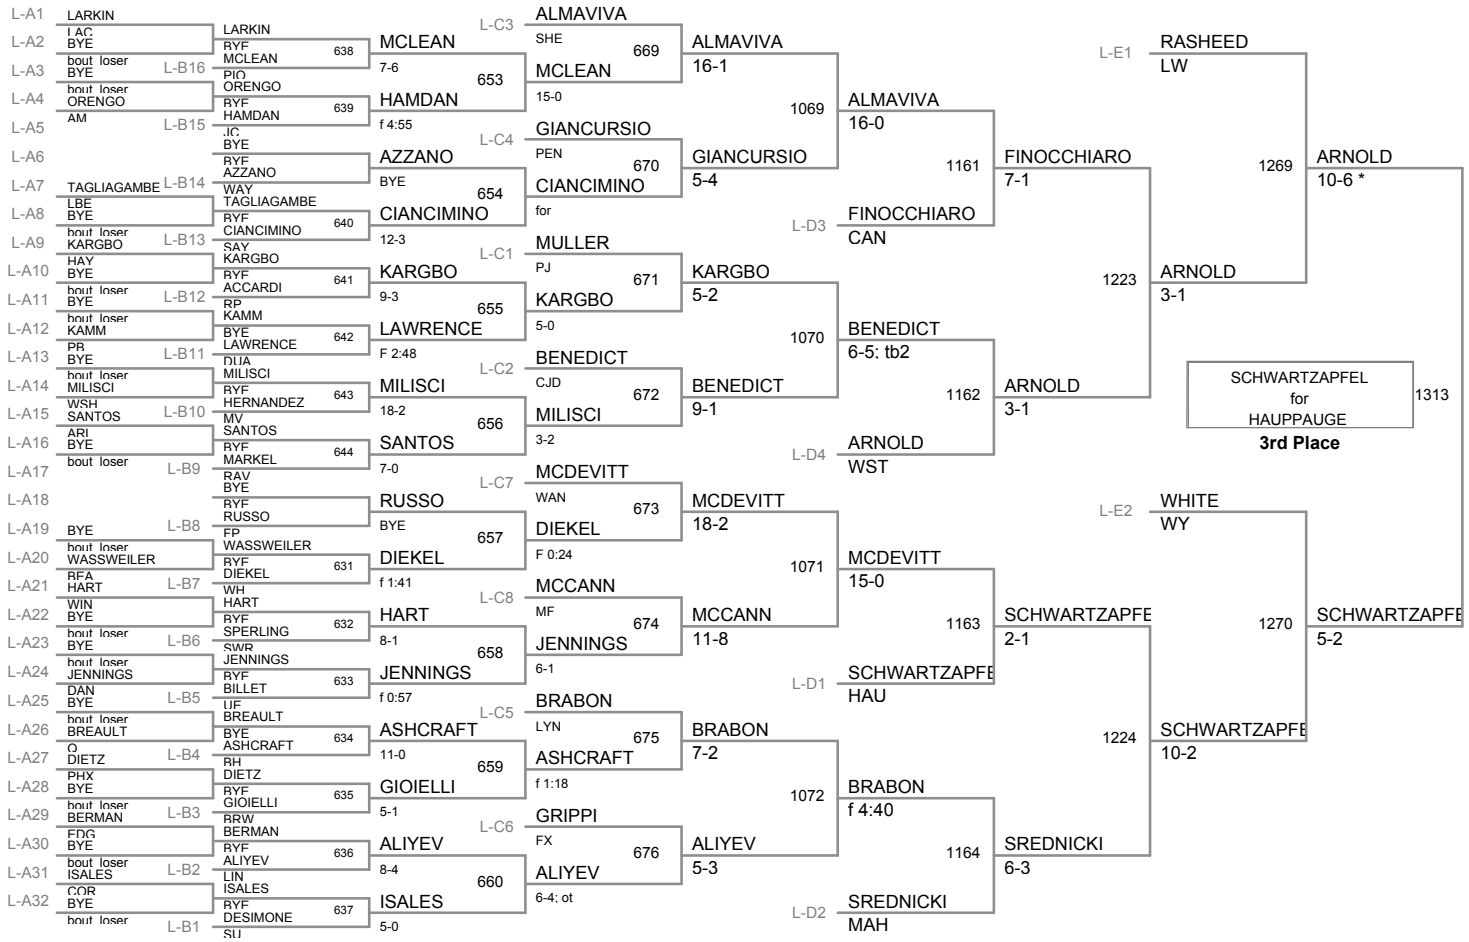 L-A1
LARKIN
LAC
L-A2
BYE
bout loser
L-A3
BYE
bout loser
L-A4
ORENGO
AM
L-A5
L-A6
L-A7
TAGLIAGAMBE
LBE
L-A8
BYE
bout loser
L-A9
KARGBO
HAY
L-A10
BYE
bout loser
L-A11
BYE
bout loser
L-A12
KAMM
PB
L-A13
BYE
bout loser
L-A14
MILISCI
WSH
L-A15
SANTOS
ARI
L-A16
BYE
bout loser
L-A17
L-A18
L-A19
BYE
bout loser
L-A20
WASSWEILER
BEA
L-A21
HART
WIN
L-A22
BYE
bout loser
L-A23
BYE
bout loser
L-A24
JENNINGS
DAN
L-A25
BYE
bout loser
L-A26
BREAULT
O
L-A27
DIETZ
PHX
L-A28
BYE
bout loser
L-A29
BERMAN
EDG
L-A30
BYE
bout loser
L-A31
ISALES
COR
L-A32
BYE
bout loser
LARKIN
BYE
638
L-B16
MCLEAN
PIO
ORENGO
BYE
639
L-B15
HAMDAN
JC
BYE
BYE
L-B14
AZZANO
WAY
TAGLIAGAMBE
BYE
640
L-B13
CIANCIMINO
SAY
KARGBO
BYE
641
L-B12
ACCARDI
RP
KAMM
BYE
642
L-B11
LAWRENCE
DUA
MILISCI
BYE
643
L-B10
HERNANDEZ
MV
SANTOS
BYE
644
L-B9
MARKEL
RAV
BYE
BYE
L-B8
RUSSO
EP
WASSWEILER
BYE
631
L-B7
DIEKEL
WH
HART
BYE
632
L-B6
SPERLING
SWR
JENNINGS
BYE
633
L-B5
BILLET
UE
BREAULT
BYE
634
L-B4
ASHCRAFT
BH
DIETZ
BYE
635
L-B3
GIOIELLI
BRW
BERMAN
BYE
636
L-B2
ALIYEV
LIN
ISALES
BYE
637
L-B1
DESIMONE
SU
MCLEAN
7-6
653
HAMDAN
f 4:55
AZZANO
BYE
654
CIANCIMINO
12-3
KARGBO
9-3
655
LAWRENCE
F 2:48
MILISCI
18-2
656
SANTOS
7-0
RUSSO
BYE
657
DIEKEL
f 1:41
HART
8-1
658
JENNINGS
f 0:57
ASHCRAFT
11-0
659
GIOIELLI
5-1
ALIYEV
8-4
660
ISALES
5-0
L-C3
ALMAVIVA
SHE
669
MCLEAN
15-0
L-C4
GIANCURSIO
PEN
670
CIANCIMINO
for
L-C1
MULLER
PJ
671
KARGBO
5-0
L-C2
BENEDICT
CJD
672
MILISCI
3-2
L-C7
MCDEVITT
WAN
673
DIEKEL
F 0:24
L-C8
MCCANN
MF
674
JENNINGS
6-1
L-C5
BRABON
LYN
675
ASHCRAFT
f 1:18
L-C6
GRIPPI
FX
676
ALIYEV
6-4; ot
ALMAVIVA
16-1
1069
GIANCURSIO
5-4
KARGBO
5-2
1070
BENEDICT
9-1
MCDEVITT
18-2
1071
MCCANN
11-8
BRABON
7-2
1072
ALIYEV
5-3
ALMAVIVA
16-0
1161
L-D3
FINOCCHIARO
CAN
BENEDICT
6-5; tb2
1162
L-D4
ARNOLD
WST
MCDEVITT
15-0
1163
L-D1
SCHWARTZAPFE
HAU
BRABON
f 4:40
1164
L-D2
SREDNICKI
MAH
FINOCCHIARO
7-1
1223
ARNOLD
3-1
SCHWARTZAPFE
2-1
1224
SREDNICKI
6-3
L-E1
RASHEED
LW
1269
ARNOLD
3-1
L-E2
WHITE
WY
1270
SCHWARTZAPFE
10-2
ARNOLD
10-6 *
1313
SCHWARTZAPFE
5-2
SCHWARTZAPFEL
for
HAUPPAUGE
3rd Place